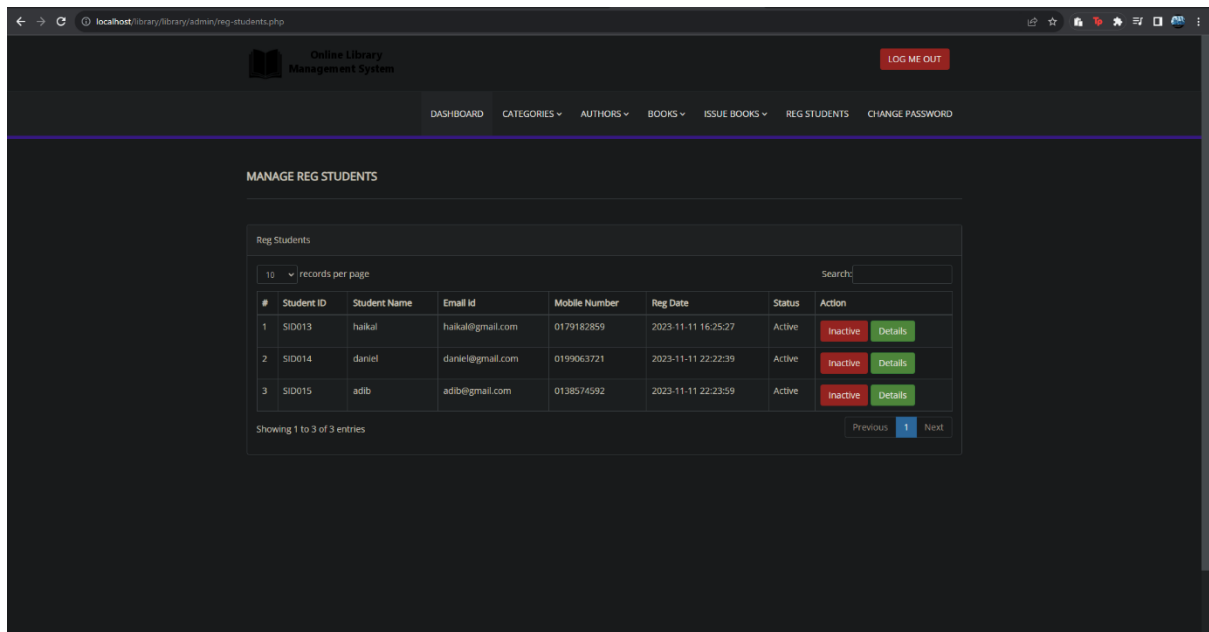 localhost/library/library/admin/reg-students.php
Online Library
Management System
LOG ME OUT
DASHBOARD CATEGORIES AUTHORS BOOKS ISSUE BOOKS REG STUDENTS CHANGE PASSWORD
MANAGE REG STUDENTS
Reg Students
10 records per page Search:
# Student ID Student Name Email id Mobile Number Reg Date Status Action
1 SID013 haikal haikal@gmail.com 0179182859 2023-11-11 16:25:27 Active Inactive Details
2 SID014 daniel daniel@gmail.com 0199063721 2023-11-11 22:22:39 Active Inactive Details
3 SID015 adib adib@gmail.com 0138574592 2023-11-11 22:23:59 Active Inactive Details
Showing 1 to 3 of 3 entries Previous 1 Next